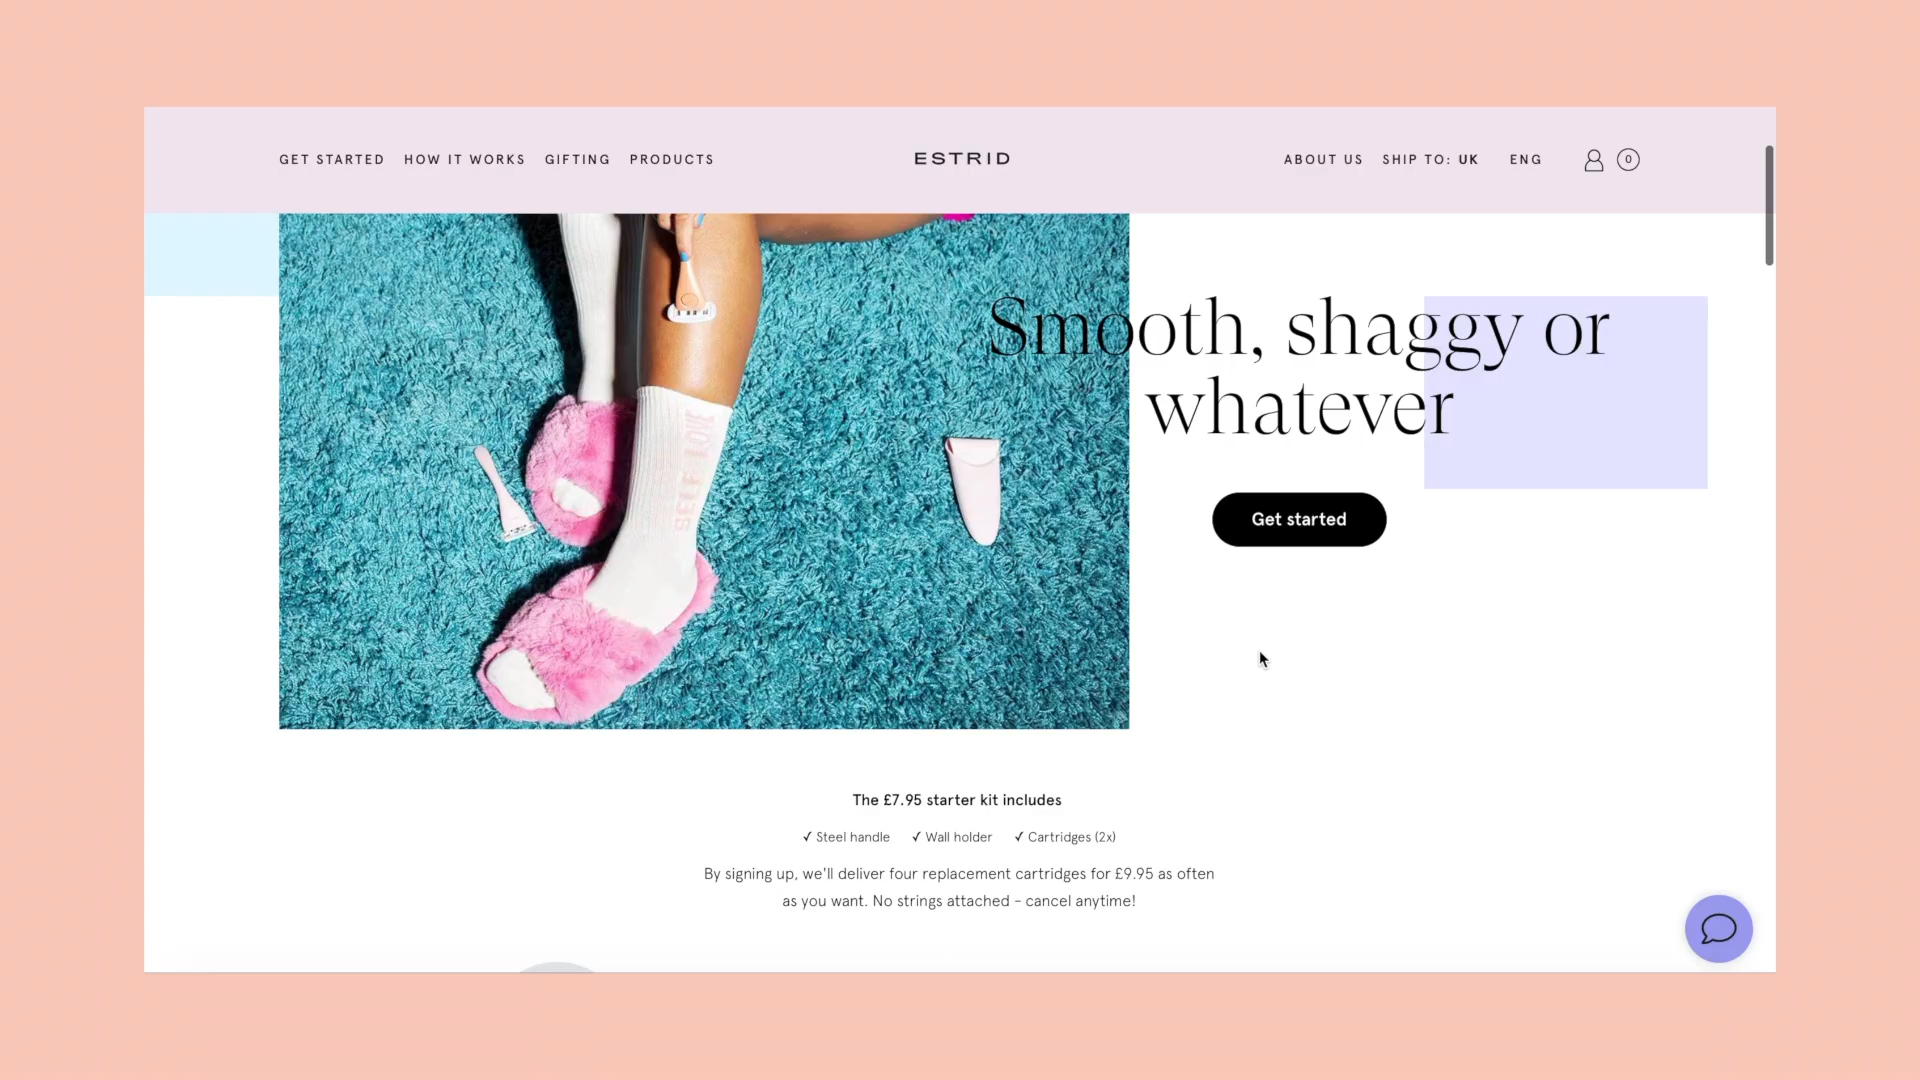 GET STARTED HOW IT WORKS GIFTING PRODUCTS ESTRID ABOUT US SHIP TO: UK ENG 0
Smooth, shaggy or
whatever
SELF LOVE
Get started
The £7.95 starter kit includes
✓ Steel handle ✓ Wall holder ✓ Cartridges (2x)
By signing up, we'll deliver four replacement cartridges for £9.95 as often
as you want. No strings attached – cancel anytime!